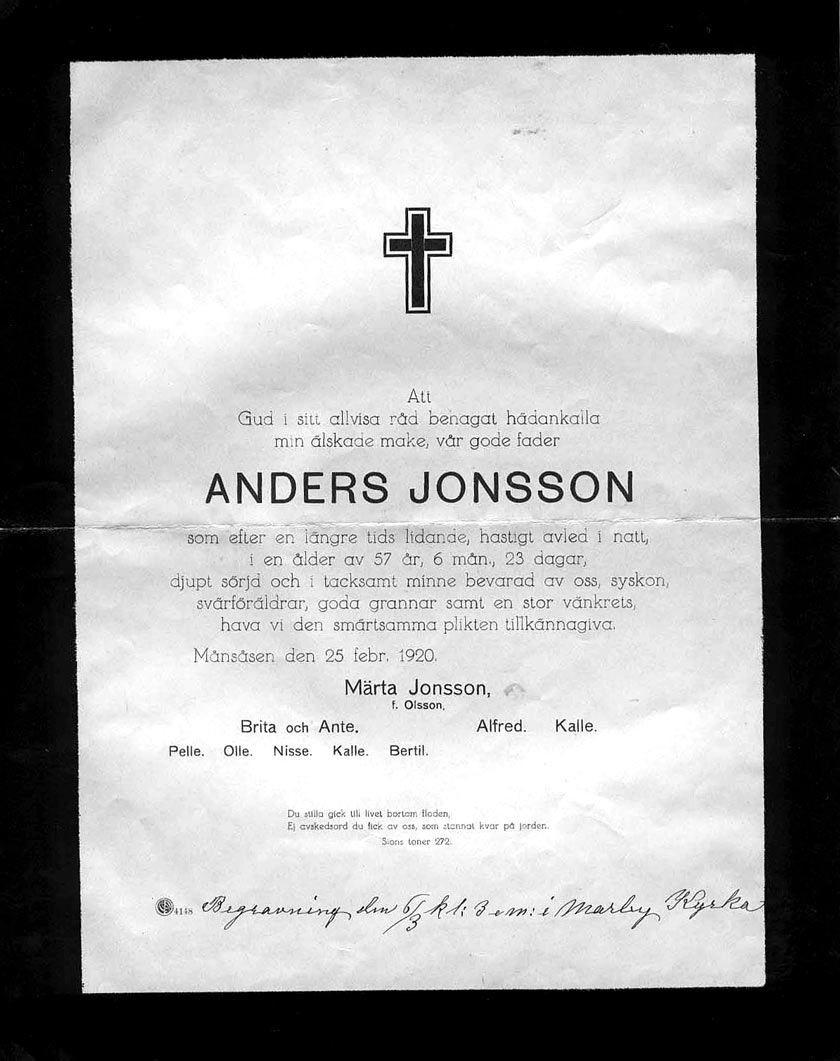 Att
Gud i sitt allvisa råd behagat hädankalla
min älskade make, vår gode fader
ANDERS JONSSON
som efter en längre tids lidande, hastigt avled i natt,
i en ålder av 57 år, 6 mån., 23 dagar,
djupt sörjd och i tacksamt minne bevarad av oss, syskon,
svärföräldrar, goda grannar samt en stor vänkrets,
hava vi den smärtsamma plikten tillkännagiva.
Månsåsen den 25 febr. 1920.
Märta Jonsson,
f. Olsson,
Brita och Ante. Alfred. Kalle.
Pelle. Olle. Nisse. Kalle. Bertil.
Du stilla gick till livet bortom floden,
Ej avskedsord du fick av oss, som stannat kvar på jorden.
Sions toner 272.
4148 Begravning den 6/3 kl: 3 e m: i Marby Kyrka